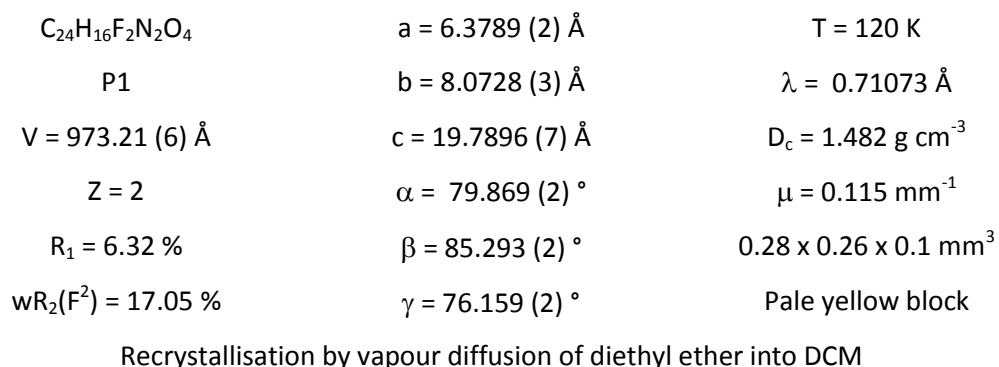 C₂₄H₁₆F₂N₂O₄ a = 6.3789 (2) Å T = 120 K
P1 b = 8.0728 (3) Å λ = 0.71073 Å
V = 973.21 (6) Å c = 19.7896 (7) Å D_c = 1.482 g cm⁻³
Z = 2 α = 79.869 (2) ° μ = 0.115 mm⁻¹
R₁ = 6.32 % β = 85.293 (2) ° 0.28 x 0.26 x 0.1 mm³
wR₂(F²) = 17.05 % γ = 76.159 (2) ° Pale yellow block
Recrystallisation by vapour diffusion of diethyl ether into DCM